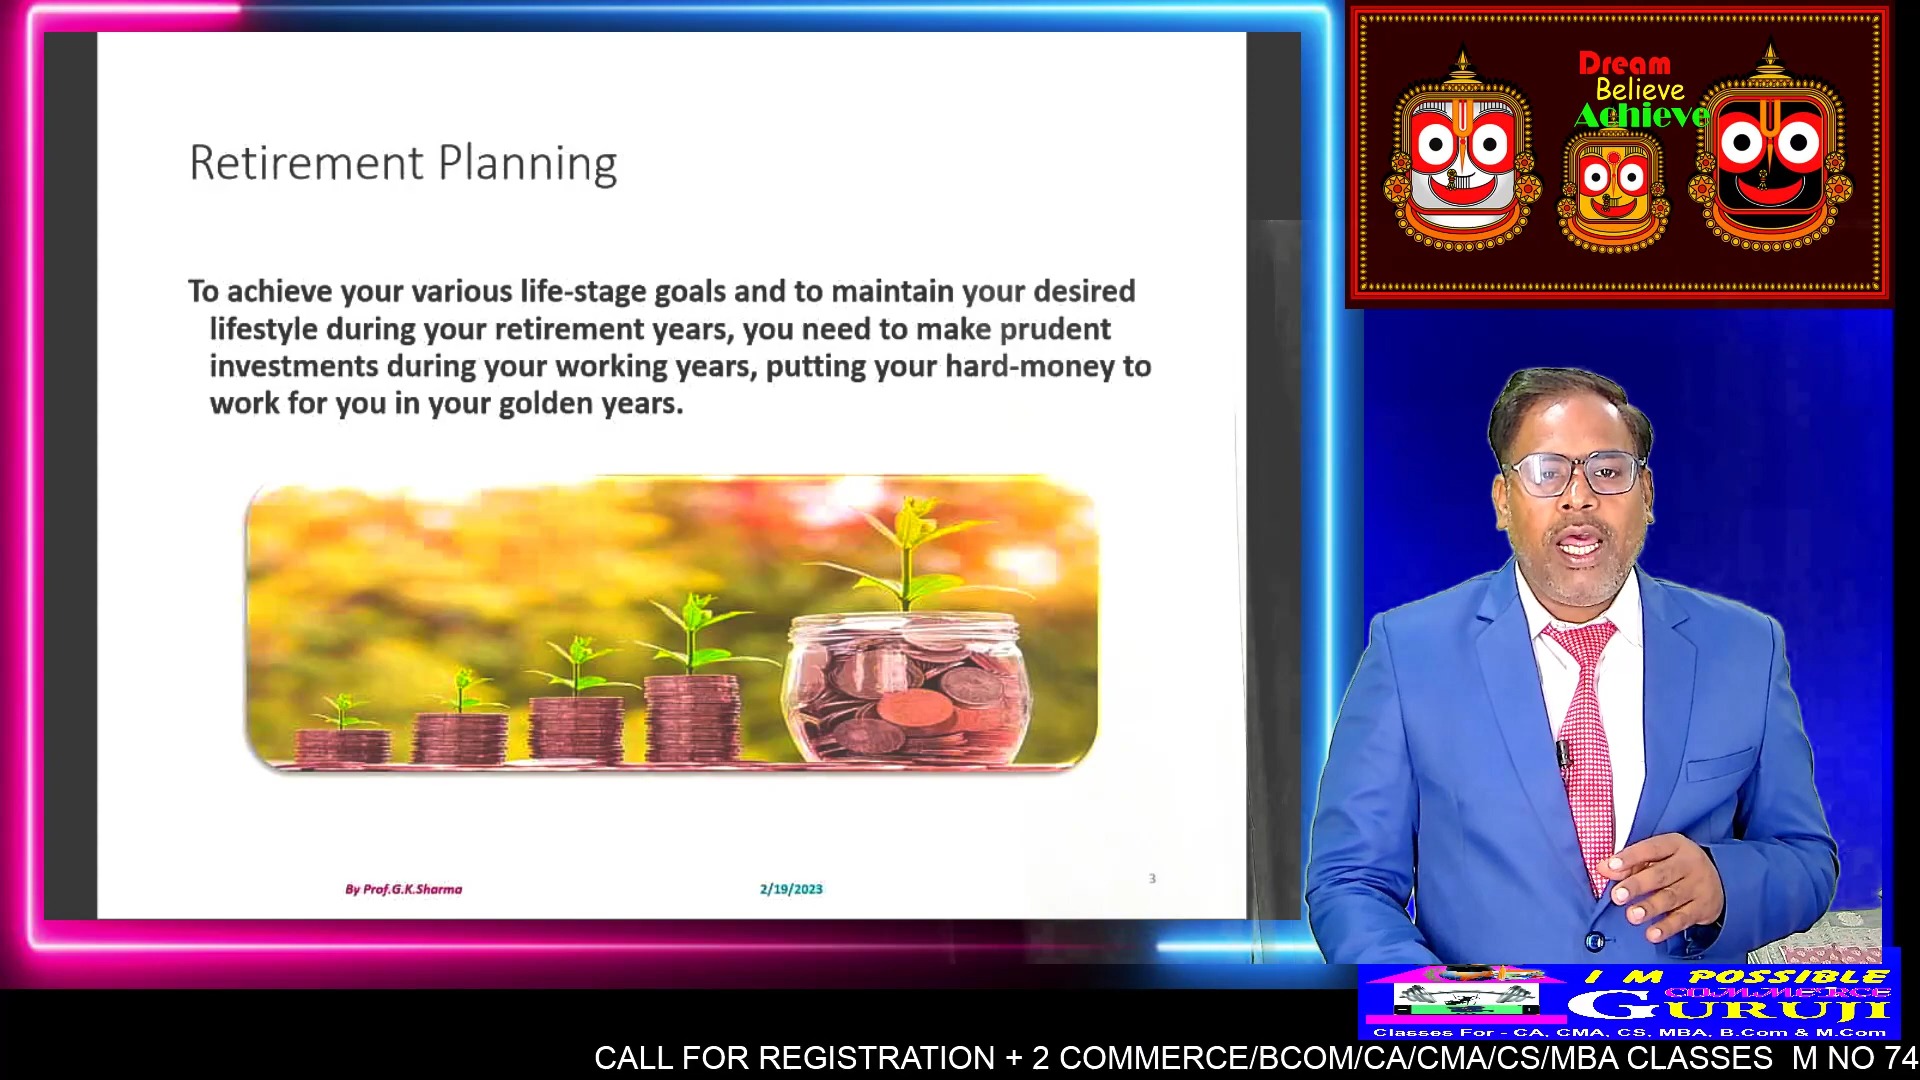 Retirement Planning
To achieve your various life-stage goals and to maintain your desired
lifestyle during your retirement years, you need to make prudent
investments during your working years, putting your hard-money to
work for you in your golden years.
By Prof.G.K.Sharma
2/19/2023
3
Dream
Believe
Achieve
I M POSSIBLE
COMMERCE
GURUJI
Classes For - CA, CMA, CS, MBA, B.Com & M.Com
CALL FOR REGISTRATION + 2 COMMERCE/BCOM/CA/CMA/CS/MBA CLASSES M NO 74